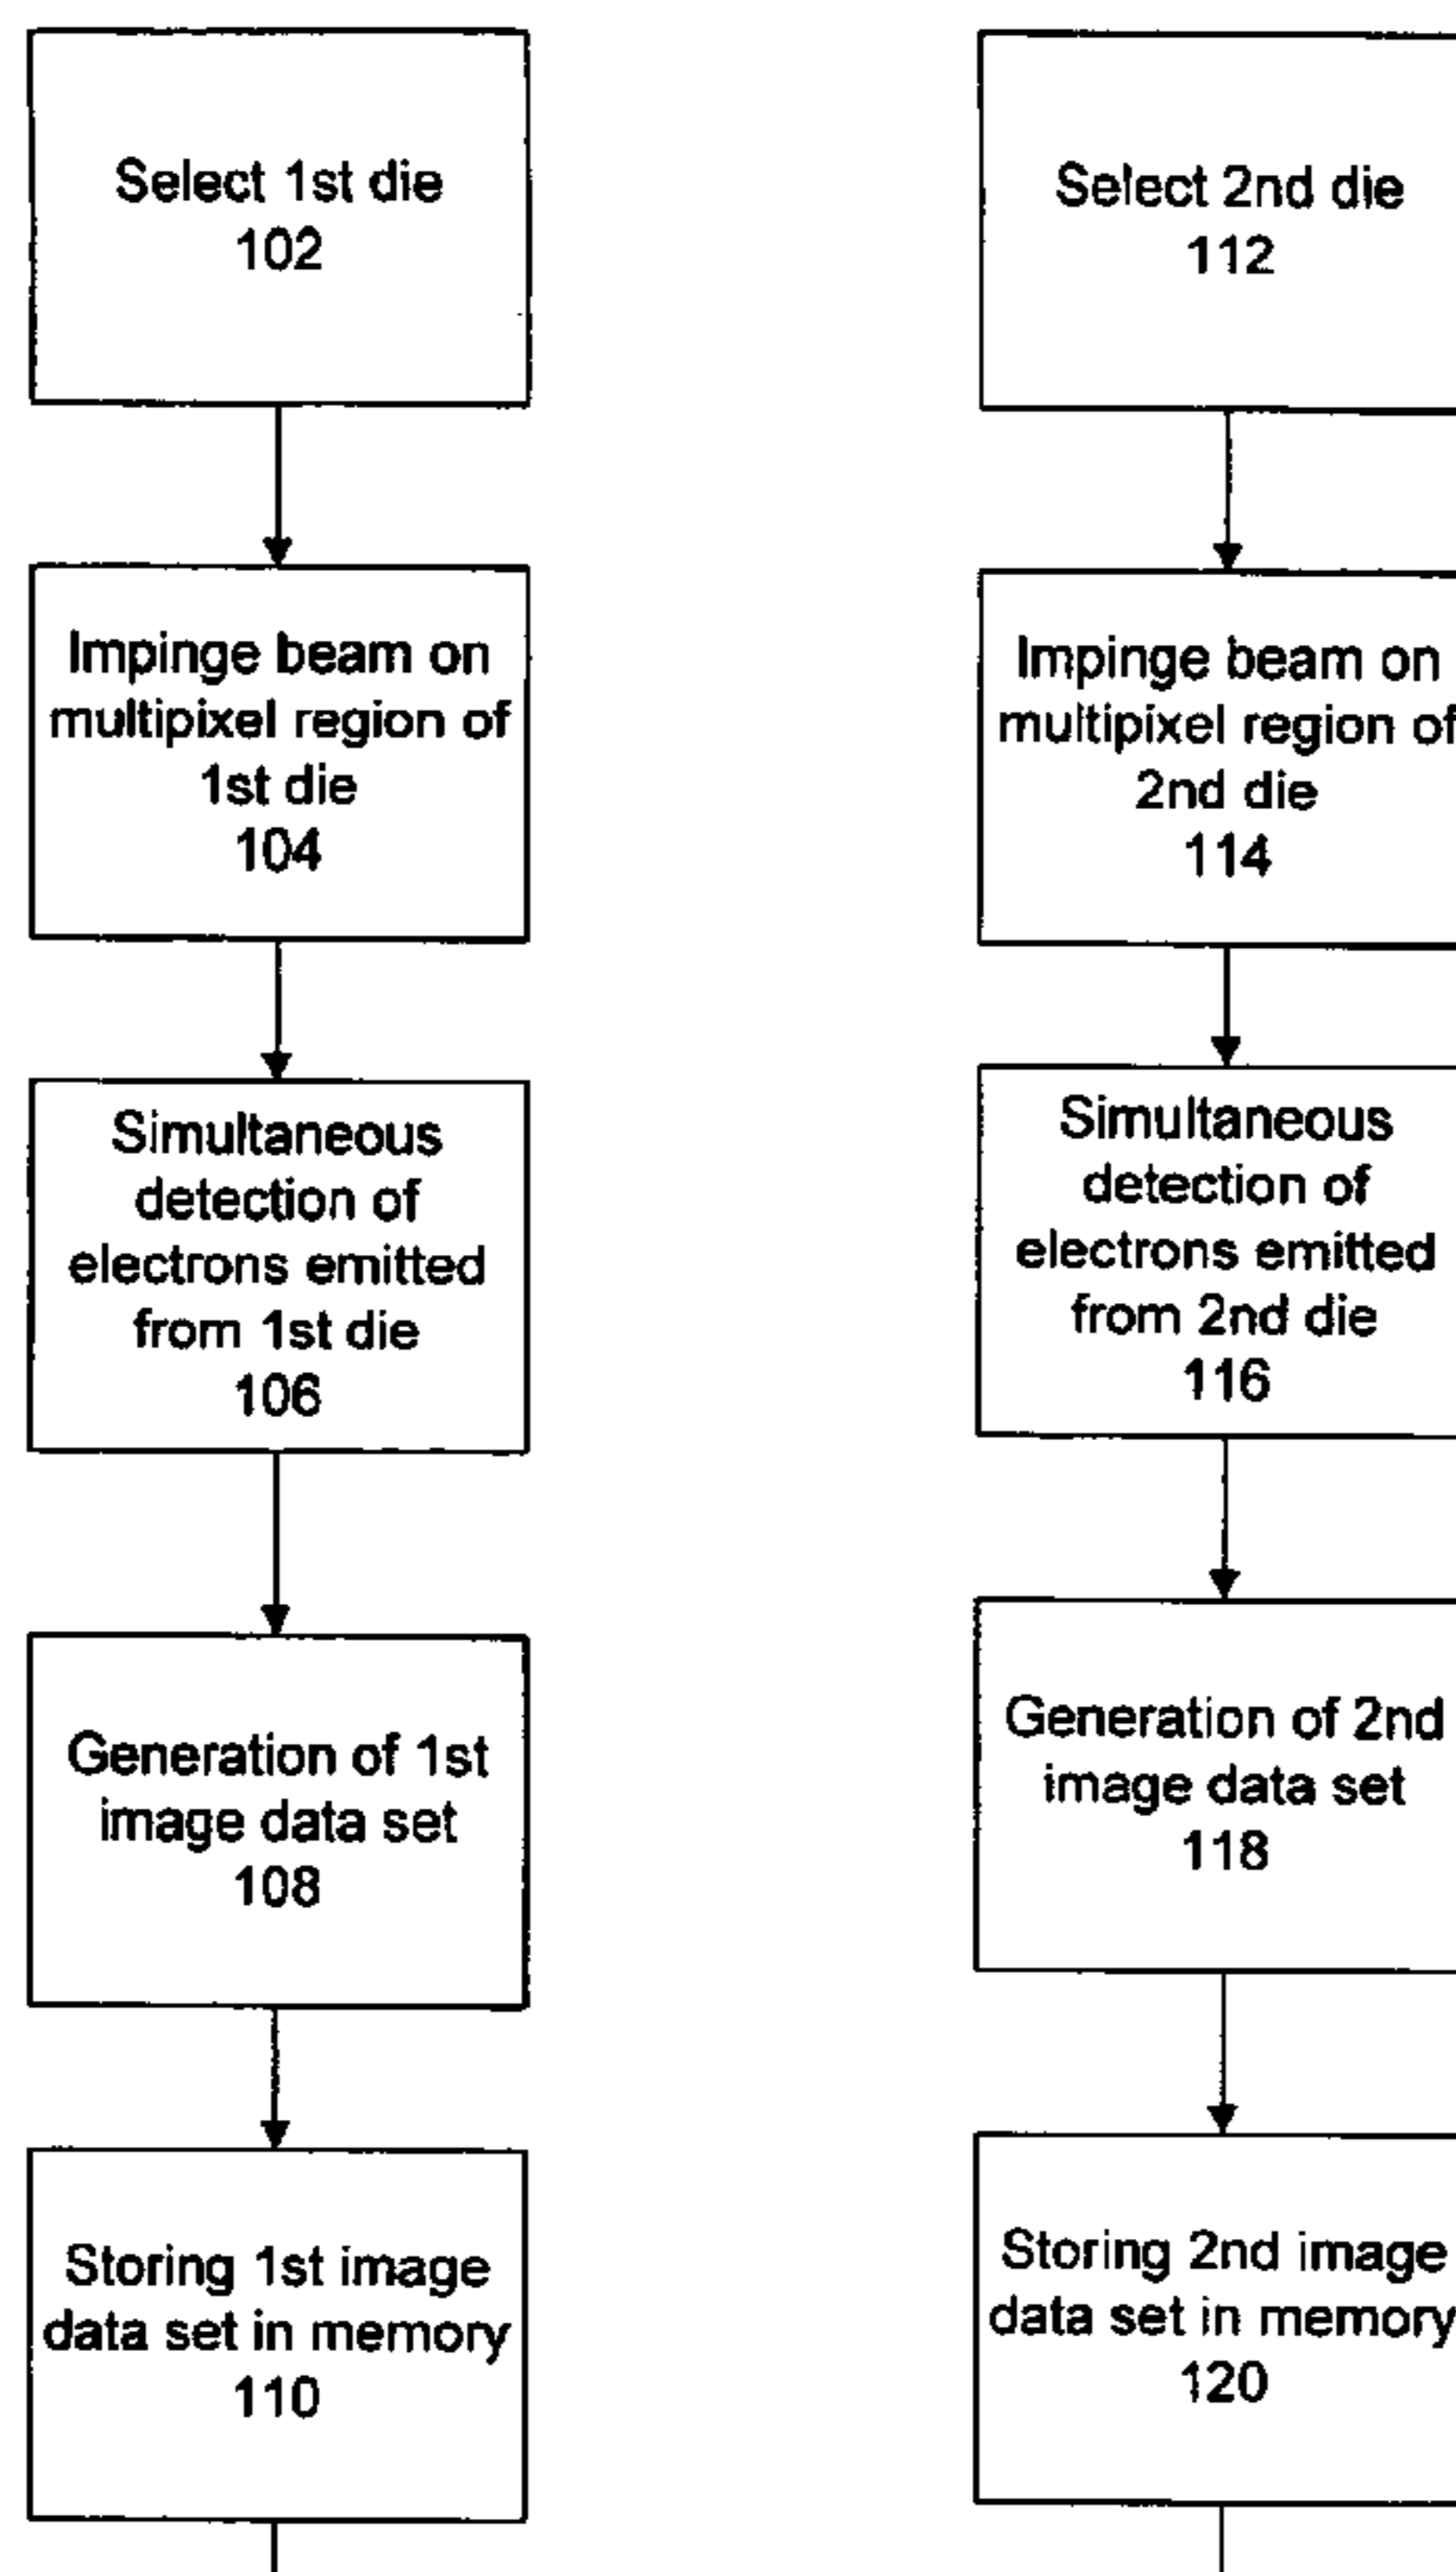 Select 1st die
102
Impinge beam on
multipixel region of
1st die
104
Simultaneous
detection of
electrons emitted
from 1st die
106
Generation of 1st
image data set
108
Storing 1st image
data set in memory
110
Select 2nd die
112
Impinge beam on
multipixel region of
2nd die
114
Simultaneous
detection of
electrons emitted
from 2nd die
116
Generation of 2nd
image data set
118
Storing 2nd image
data set in memory
120